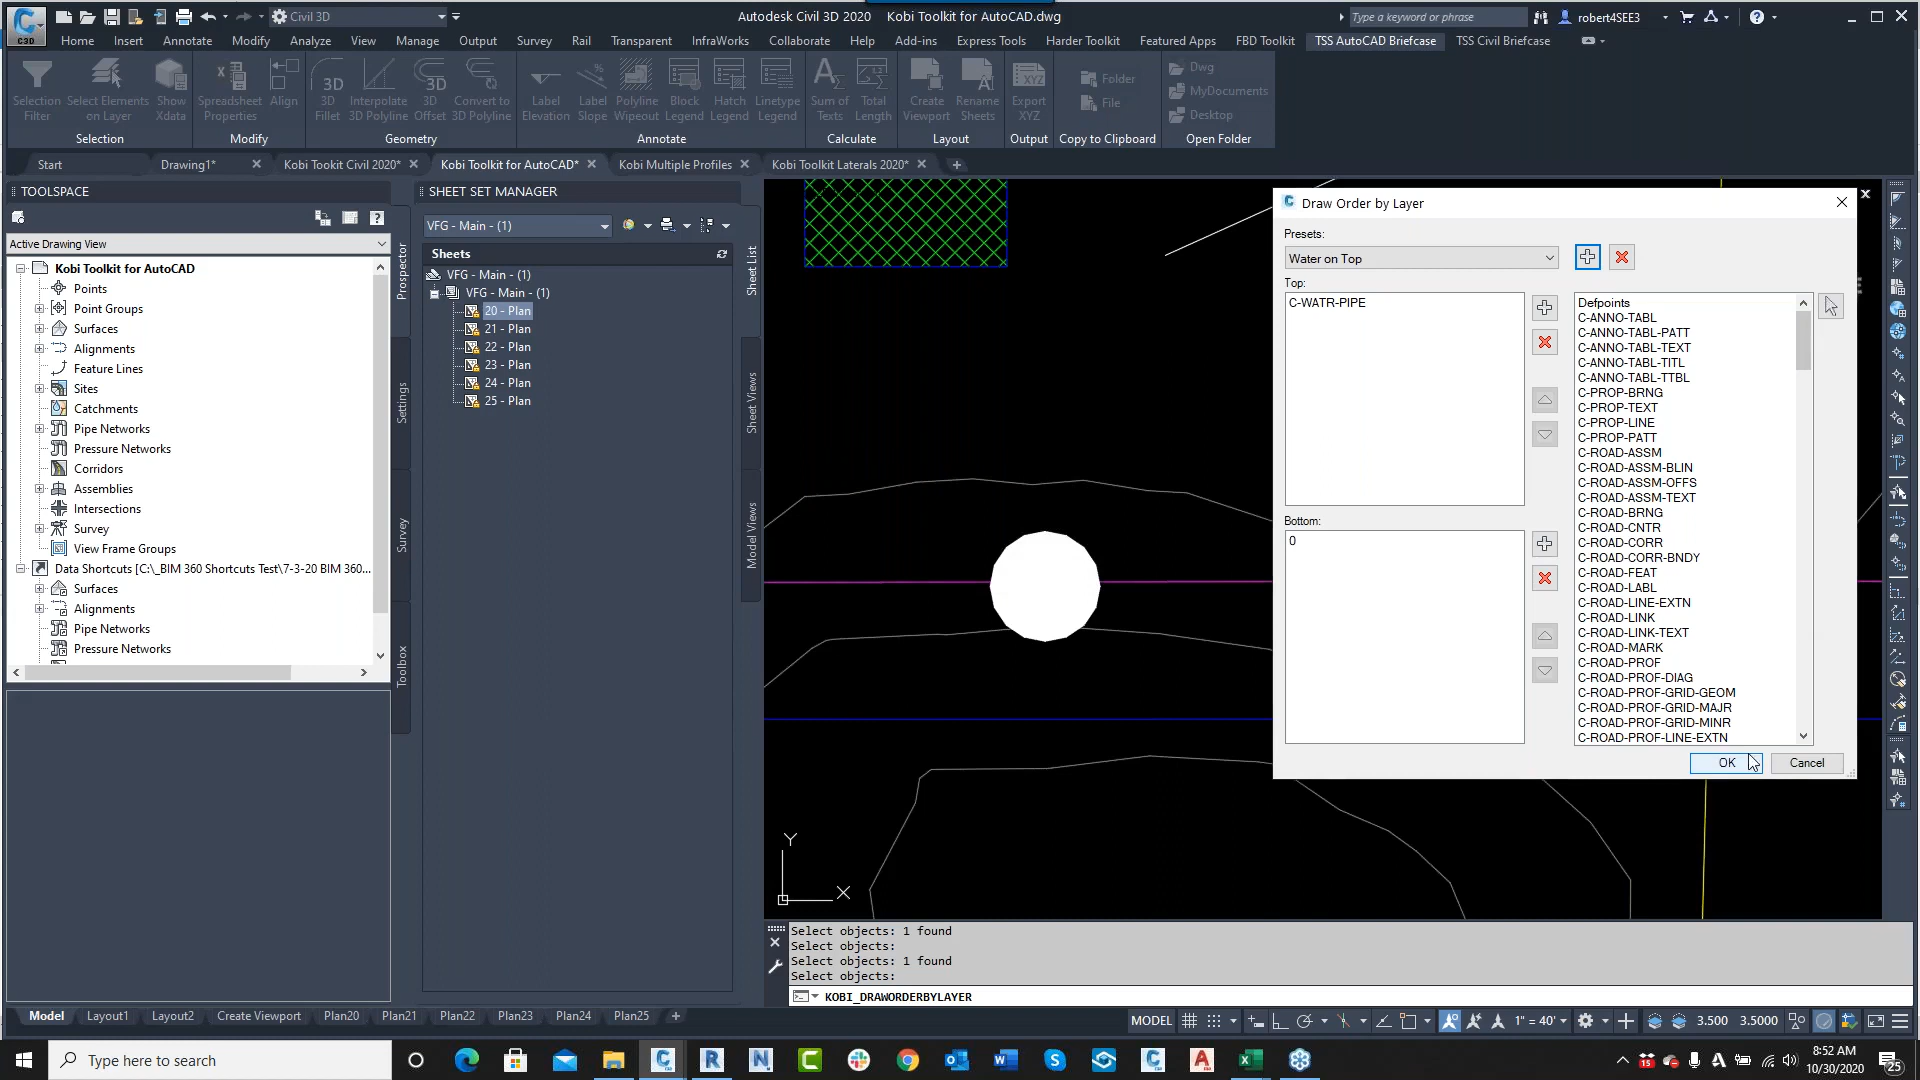 Civil 3D
Autodesk Civil 3D 2020 Kobi Toolkit for AutoCAD.dwg
Type a keyword or phrase
robert4SEE3
C3D
Home Insert Annotate Modify Analyze View Manage Output Survey Rail Transparent InfraWorks Collaborate Help Add-ins Express Tools Harder Toolkit Featured Apps FBD Toolkit TSS AutoCAD Briefcase TSS Civil Briefcase
Selection Filter
Select Elements on Layer
Show Xdata
Spreadsheet Properties
Align
3D Fillet
Interpolate 3D Polyline
3D Offset
Convert to 3D Polyline
Label Elevation
Label Slope
Polyline Wipeout
Block Legend
Hatch Legend
Linetype Legend
Sum of Texts
Total Length
Create Viewport
Rename Sheets
Export XYZ
Folder
File
Dwg
MyDocuments
Desktop
Selection Modify Geometry Annotate Calculate Layout Output Copy to Clipboard Open Folder
Start Drawing1* Kobi Tookit Civil 2020* Kobi Toolkit for AutoCAD* Kobi Multiple Profiles Kobi Toolkit Laterals 2020*
TOOLSPACE
Active Drawing View
Kobi Toolkit for AutoCAD
Points
Point Groups
Surfaces
Alignments
Feature Lines
Sites
Catchments
Pipe Networks
Pressure Networks
Corridors
Assemblies
Intersections
Survey
View Frame Groups
Data Shortcuts [C:\_BIM 360 Shortcuts Test\7-3-20 BIM 360...
Surfaces
Alignments
Pipe Networks
Pressure Networks
Prospector
Settings
Survey
Toolbox
SHEET SET MANAGER
VFG - Main - (1)
Sheets
VFG - Main - (1)
VFG - Main - (1)
20 - Plan
21 - Plan
22 - Plan
23 - Plan
24 - Plan
25 - Plan
Sheet List
Sheet Views
Model Views
Y
X
Draw Order by Layer
Presets:
Water on Top
Top:
C-WATR-PIPE
Bottom:
0
Defpoints
C-ANNO-TABL
C-ANNO-TABL-PATT
C-ANNO-TABL-TEXT
C-ANNO-TABL-TITL
C-ANNO-TABL-TTBL
C-PROP-BRNG
C-PROP-TEXT
C-PROP-LINE
C-PROP-PATT
C-ROAD-ASSM
C-ROAD-ASSM-BLIN
C-ROAD-ASSM-OFFS
C-ROAD-ASSM-TEXT
C-ROAD-BRNG
C-ROAD-CNTR
C-ROAD-CORR
C-ROAD-CORR-BNDY
C-ROAD-FEAT
C-ROAD-LABL
C-ROAD-LINE-EXTN
C-ROAD-LINK
C-ROAD-LINK-TEXT
C-ROAD-MARK
C-ROAD-PROF
C-ROAD-PROF-DIAG
C-ROAD-PROF-GRID-GEOM
C-ROAD-PROF-GRID-MAJR
C-ROAD-PROF-GRID-MINR
C-ROAD-PROF-LINE-EXTN
OK
Cancel
Select objects: 1 found
Select objects:
Select objects: 1 found
Select objects:
KOBI_DRAWORDERBYLAYER
Model Layout1 Layout2 Create Viewport Plan20 Plan21 Plan22 Plan23 Plan24 Plan25
MODEL
1" = 40'
3.500 3.5000
Type here to search
15
8:52 AM
10/30/2020
25